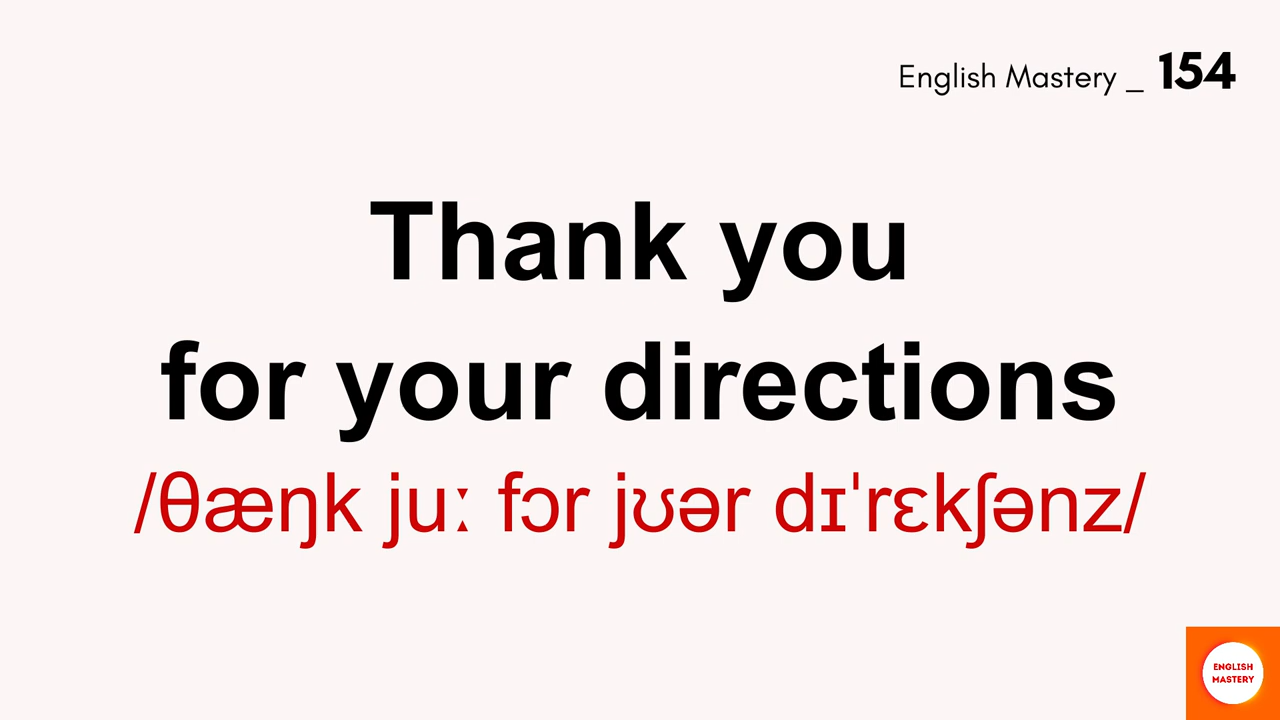 English Mastery _ 154
Thank you
for your directions
/θæŋk juː fɔr jʊər dɪˈrɛkʃənz/
ENGLISH
MASTERY